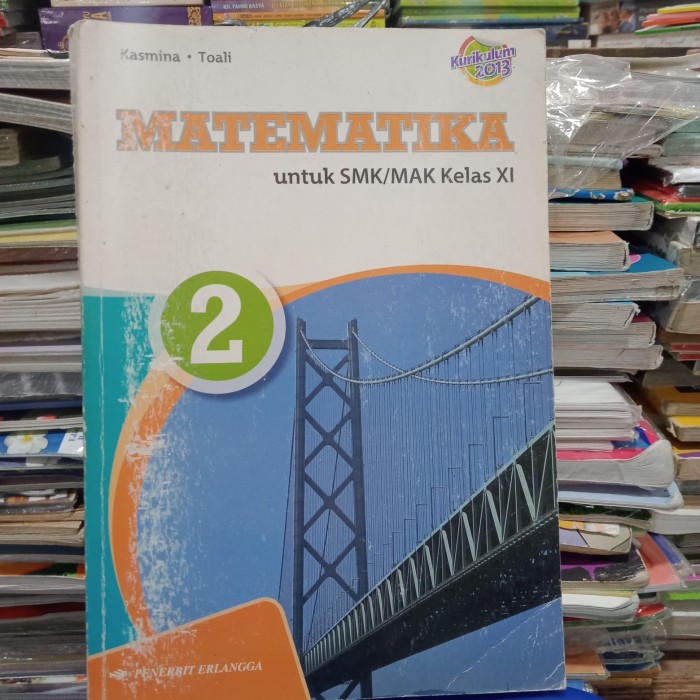 Kasmina • Toali
Kurikulum
2013
MATEMATIKA
untuk SMK/MAK Kelas XI
2
PENERBIT ERLANGGA